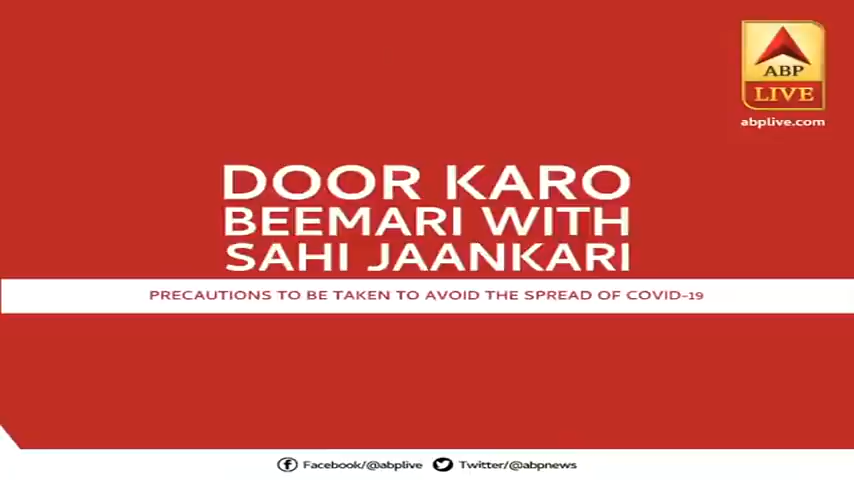 ABP
LIVE
abplive.com
DOOR KARO
BEEMARI WITH
SAHI JAANKARI
PRECAUTIONS TO BE TAKEN TO AVOID THE SPREAD OF COVID-19
Facebook/@abplive Twitter/@abpnews